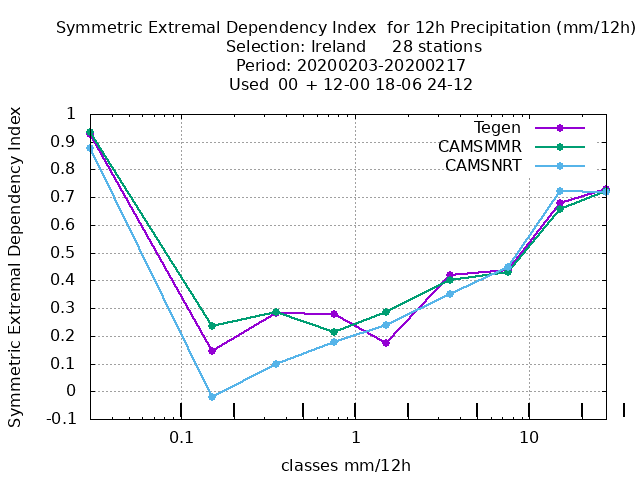 Symmetric Extremal Dependency Index  for 12h Precipitation (mm/12h)
Selection: Ireland     28 stations
Period: 20200203-20200217
Used  00  + 12-00 18-06 24-12
Symmetric Extremal Dependency Index
1
0.9
0.8
0.7
0.6
0.5
0.4
0.3
0.2
0.1
0
-0.1
Tegen
CAMSMMR
CAMSNRT
0.1
1
10
classes mm/12h